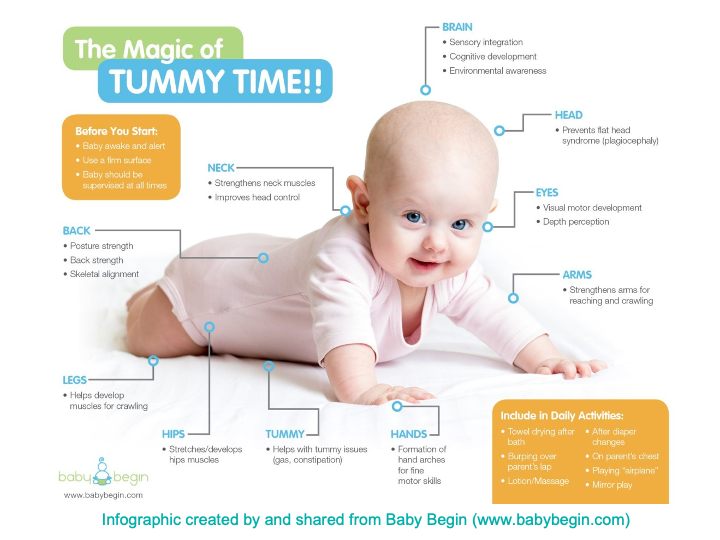 The Magic of
TUMMY TIME!!
Before You Start:
• Baby awake and alert
• Use a firm surface
• Baby should be
supervised at all times
BRAIN
• Sensory integration
• Cognitive development
• Environmental awareness
HEAD
• Prevents flat head
syndrome (plagiocephaly)
NECK
• Strengthens neck muscles
• Improves head control
EYES
• Visual motor development
• Depth perception
BACK
• Posture strength
• Back strength
• Skeletal alignment
ARMS
• Strengthens arms for
reaching and crawling
LEGS
• Helps develop
muscles for crawling
HIPS
• Stretches/develops
hips muscles
TUMMY
• Helps with tummy issues
(gas, constipation)
HANDS
• Formation of
hand arches
for fine
motor skills
Include in Daily Activities:
• Towel drying after
bath
• Burping over
parent's lap
• Lotion/Massage
• After diaper
changes
• On parent's chest
• Playing "airplane"
• Mirror play
baby begin
www.babybegin.com
Infographic created by and shared from Baby Begin (www.babybegin.com)